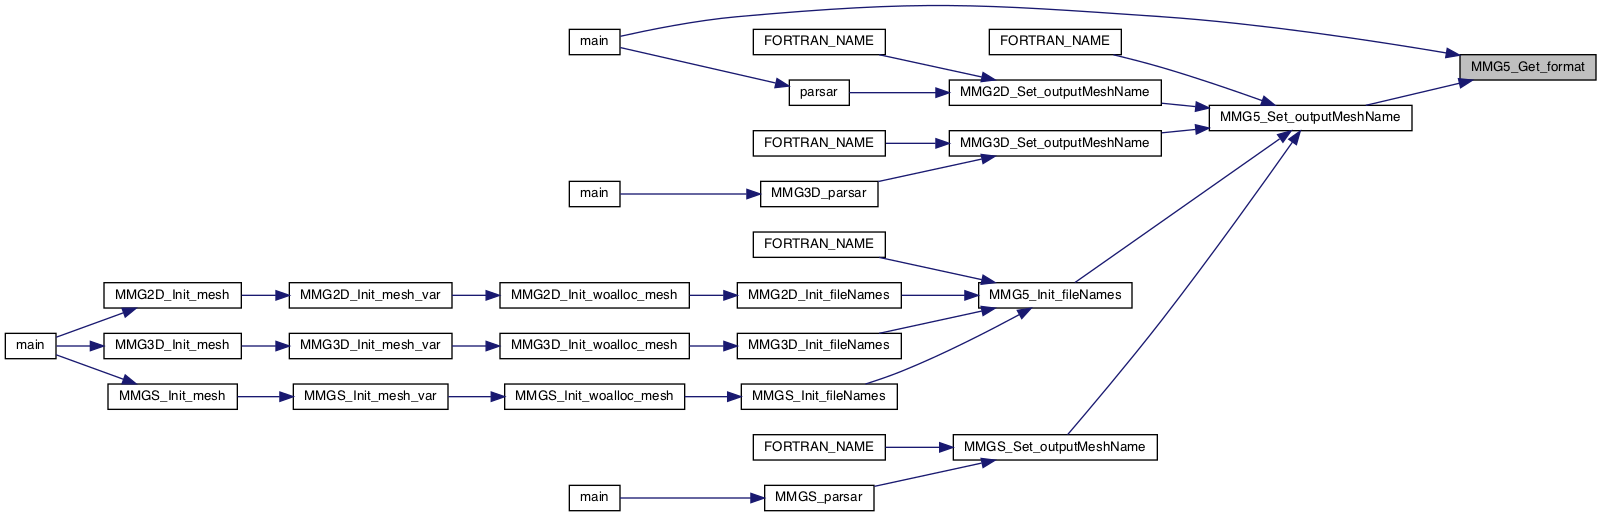 main
FORTRAN_NAME
FORTRAN_NAME
MMG5_Get_format
parsar
MMG2D_Set_outputMeshName
MMG5_Set_outputMeshName
FORTRAN_NAME
MMG3D_Set_outputMeshName
main
MMG3D_parsar
FORTRAN_NAME
MMG2D_Init_mesh
MMG2D_Init_mesh_var
MMG2D_Init_woalloc_mesh
MMG2D_Init_fileNames
MMG5_Init_fileNames
main
MMG3D_Init_mesh
MMG3D_Init_mesh_var
MMG3D_Init_woalloc_mesh
MMG3D_Init_fileNames
MMGS_Init_mesh
MMGS_Init_mesh_var
MMGS_Init_woalloc_mesh
MMGS_Init_fileNames
FORTRAN_NAME
MMGS_Set_outputMeshName
main
MMGS_parsar